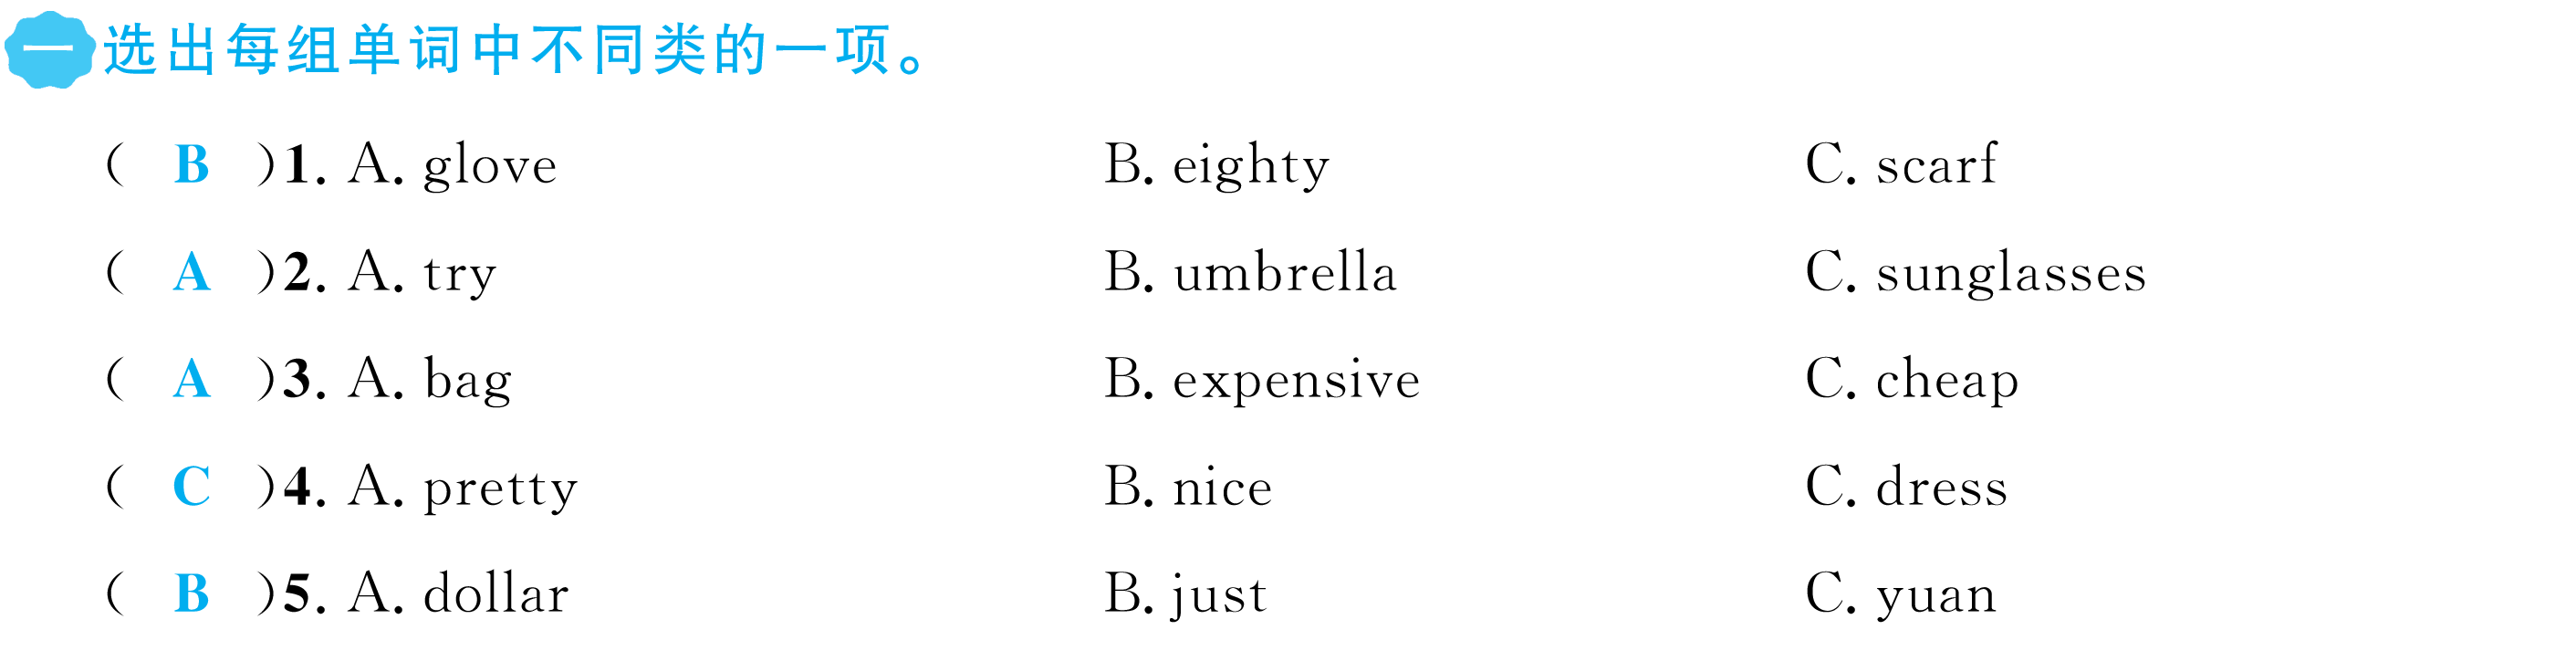 一 选出每组单词中不同类的一项。
( B )1. A. glove B. eighty C. scarf
( A )2. A. try B. umbrella C. sunglasses
( A )3. A. bag B. expensive C. cheap
( C )4. A. pretty B. nice C. dress
( B )5. A. dollar B. just C. yuan